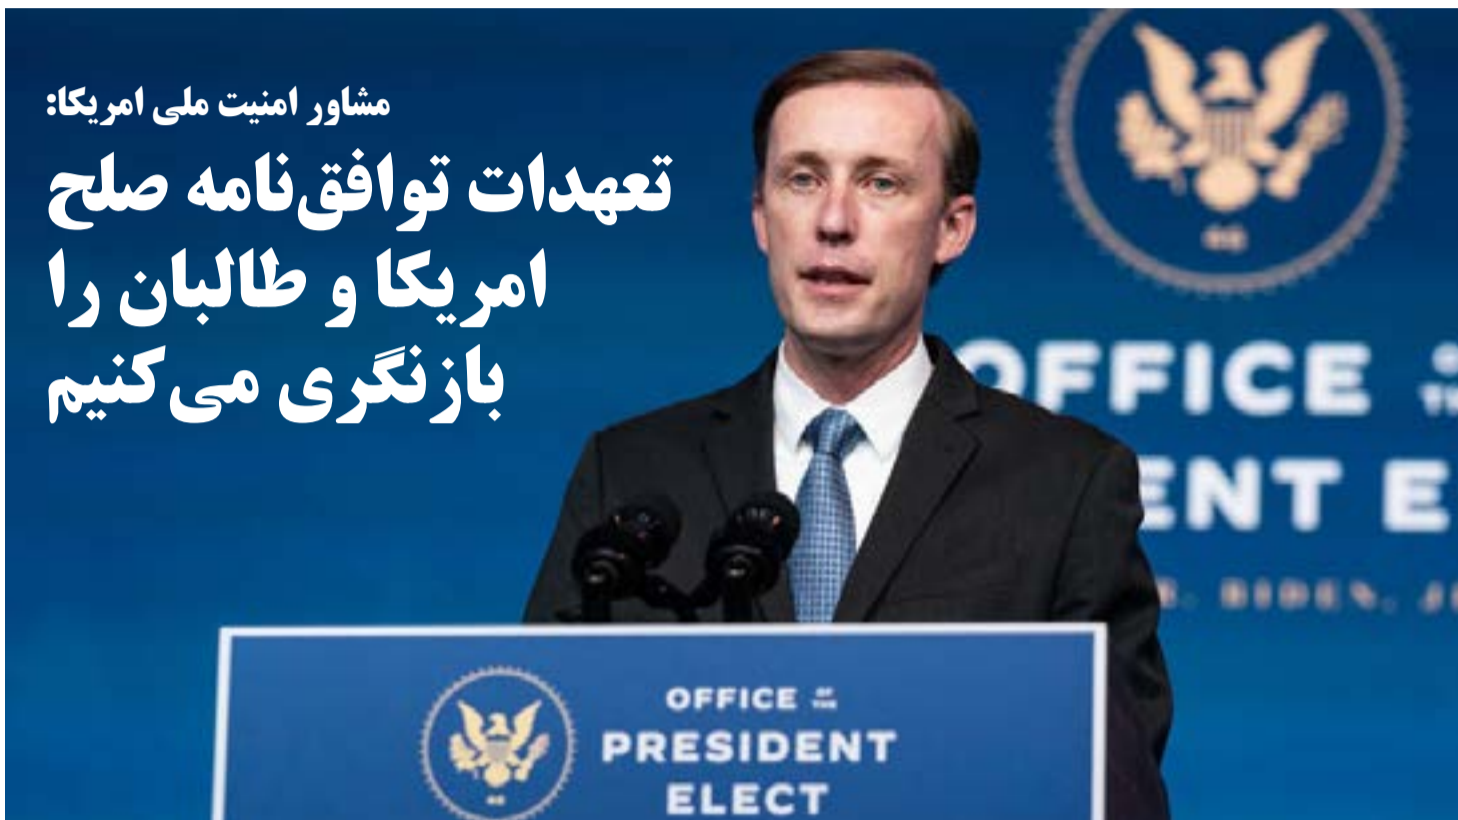 مشاور امنیت ملی امریکا:
تعهدات توافق‌نامه صلح
امریکا و طالبان را
بازنگری می‌کنیم
OFFICE
ENT E
BIDEN,
OFFICE OF THE
PRESIDENT
ELECT